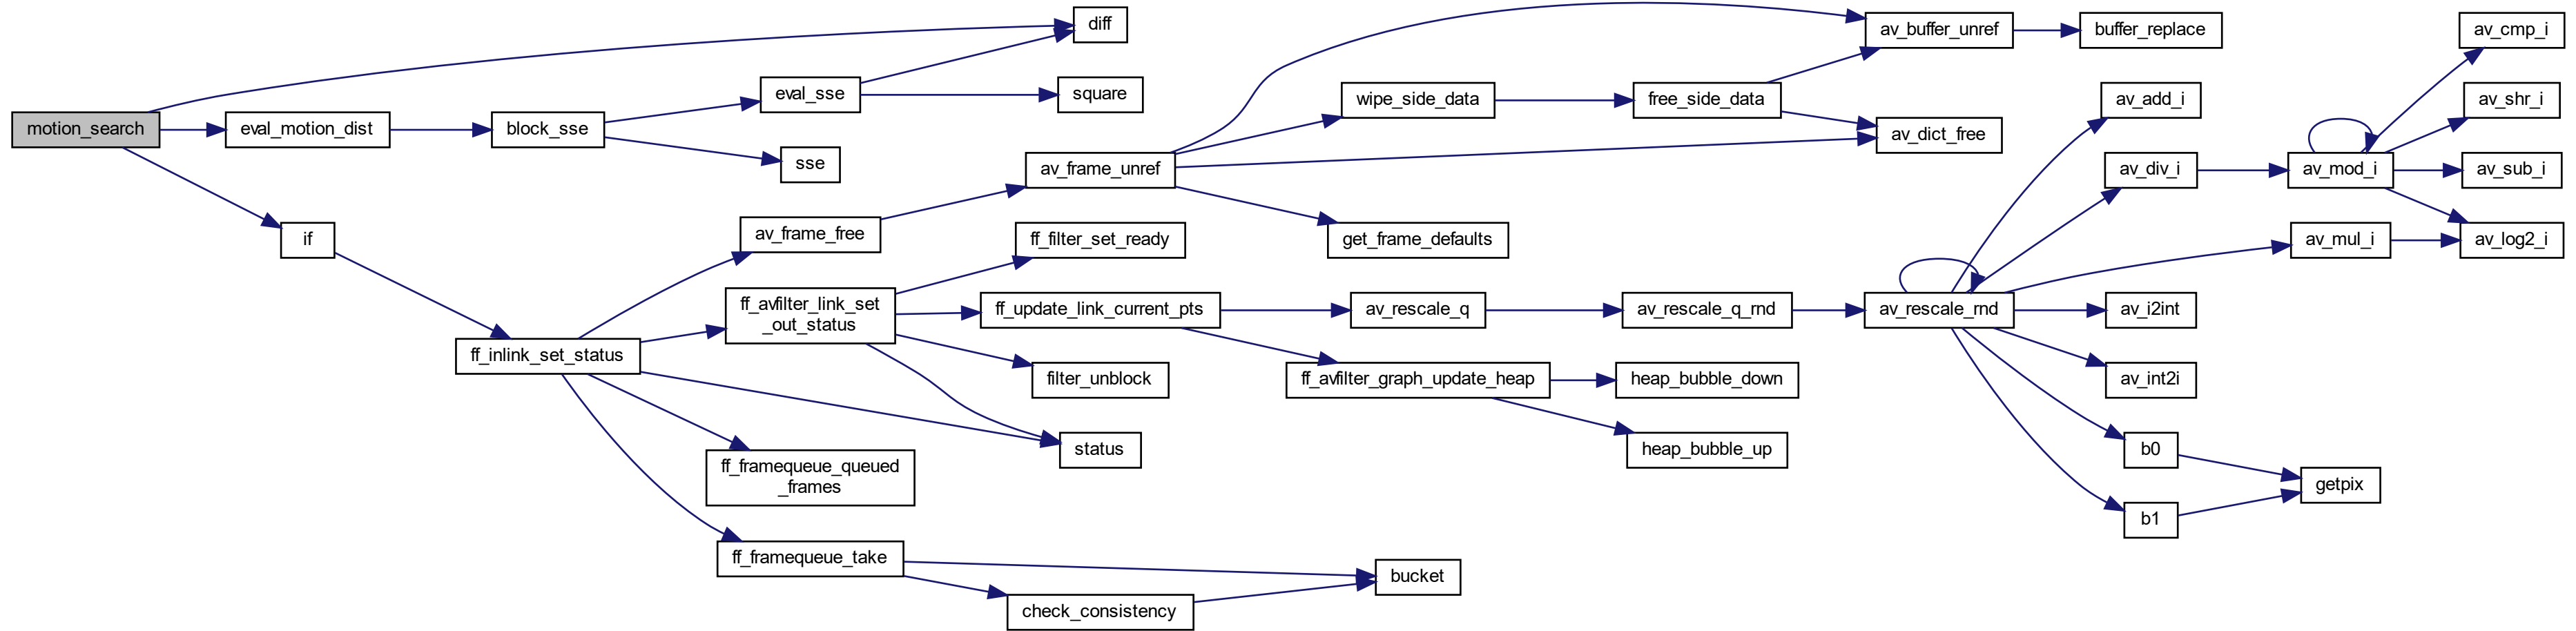 motion_search
diff
eval_motion_dist
block_sse
eval_sse
square
sse
if
ff_inlink_set_status
av_frame_free
av_frame_unref
av_buffer_unref
buffer_replace
wipe_side_data
free_side_data
av_dict_free
get_frame_defaults
ff_avfilter_link_set
_out_status
ff_filter_set_ready
ff_update_link_current_pts
av_rescale_q
av_rescale_q_rnd
av_rescale_rnd
av_add_i
av_div_i
av_mod_i
av_cmp_i
av_shr_i
av_sub_i
av_log2_i
av_mul_i
av_i2int
av_int2i
b0
b1
getpix
ff_avfilter_graph_update_heap
heap_bubble_down
heap_bubble_up
filter_unblock
status
ff_framequeue_queued
_frames
ff_framequeue_take
bucket
check_consistency